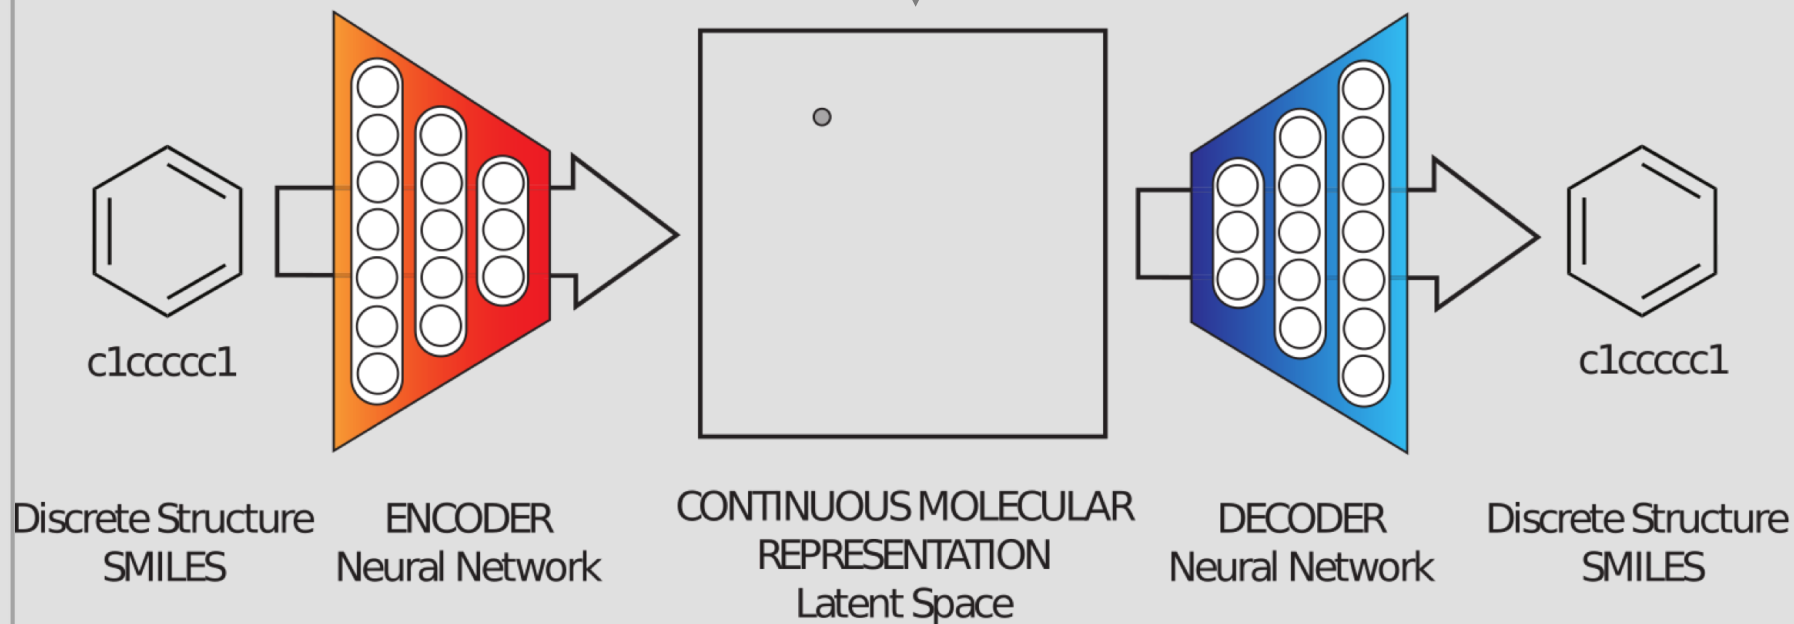 c1ccccc1
c1ccccc1
Discrete Structure
SMILES
ENCODER
Neural Network
CONTINUOUS MOLECULAR
REPRESENTATION
Latent Space
DECODER
Neural Network
Discrete Structure
SMILES